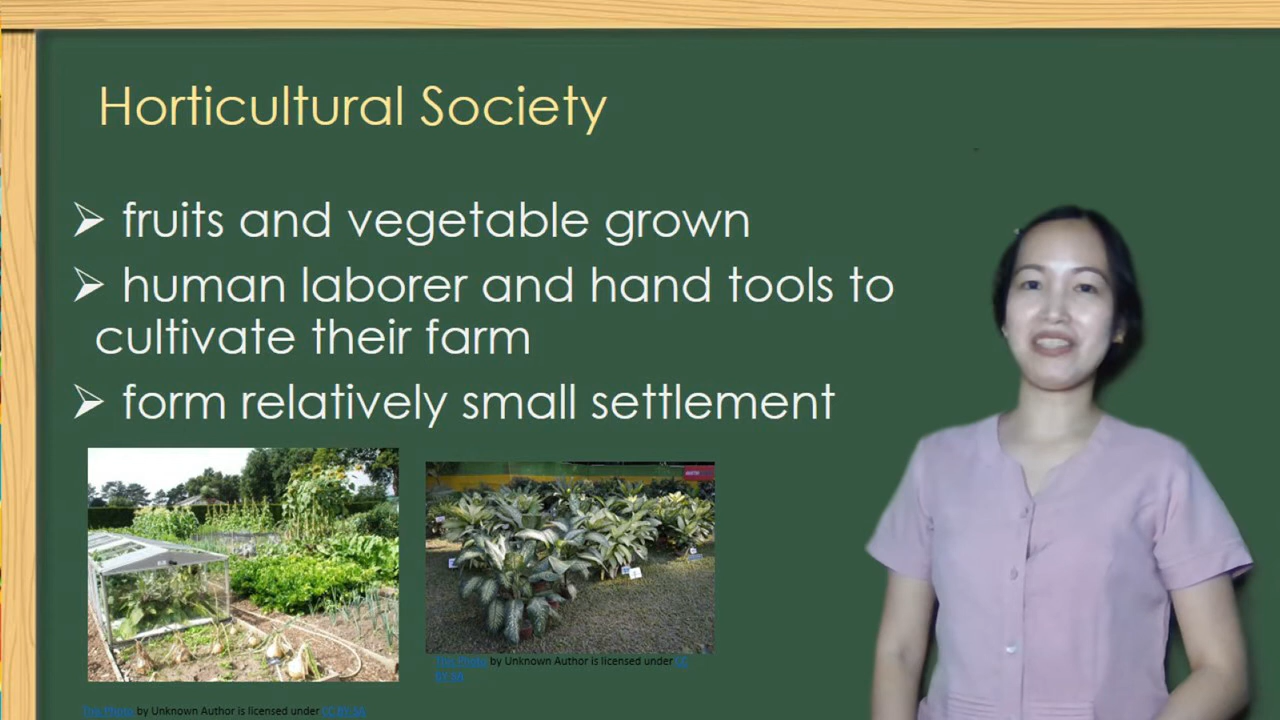 Horticultural Society
➢ fruits and vegetable grown
➢ human laborer and hand tools to
cultivate their farm
➢ form relatively small settlement
This Photo by Unknown Author is licensed under CC
BY-SA
This Photo by Unknown Author is licensed under CC BY-SA